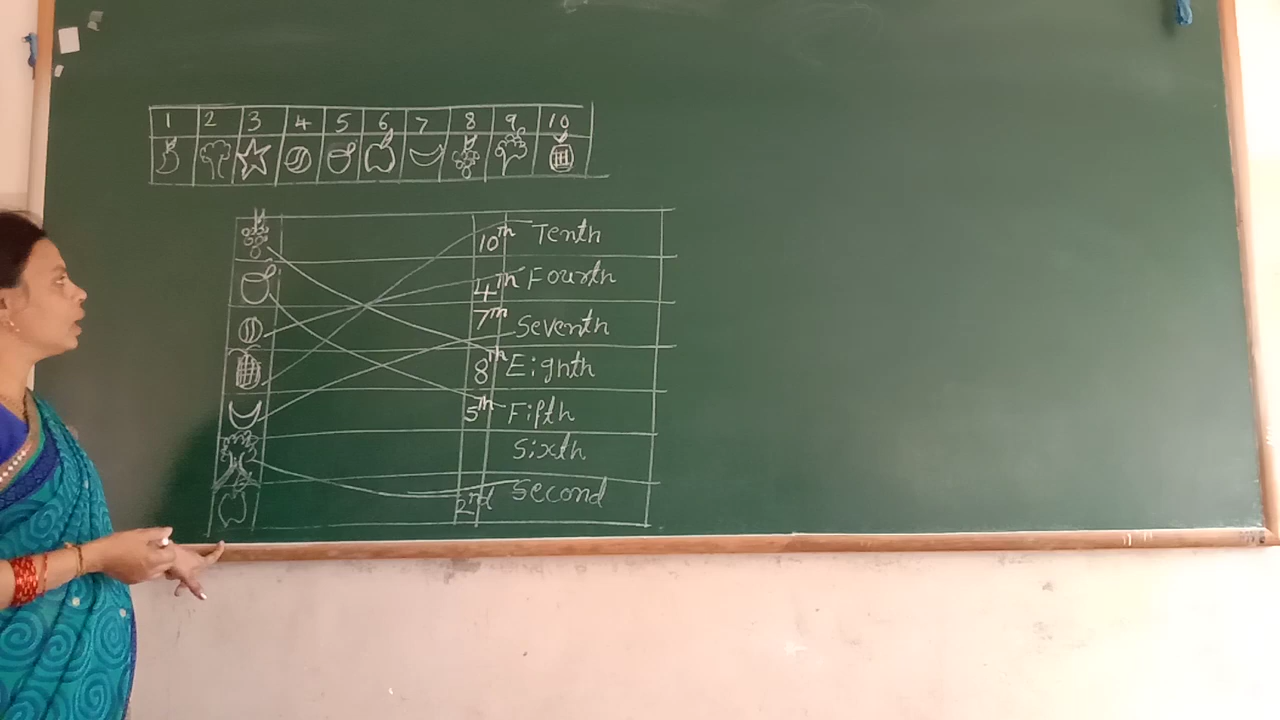 1 2 3 4 5 6 7 8 9 10
10th Tenth
4th Fourth
7th Seventh
8th Eighth
5th Fifth
Sixth
2nd Second